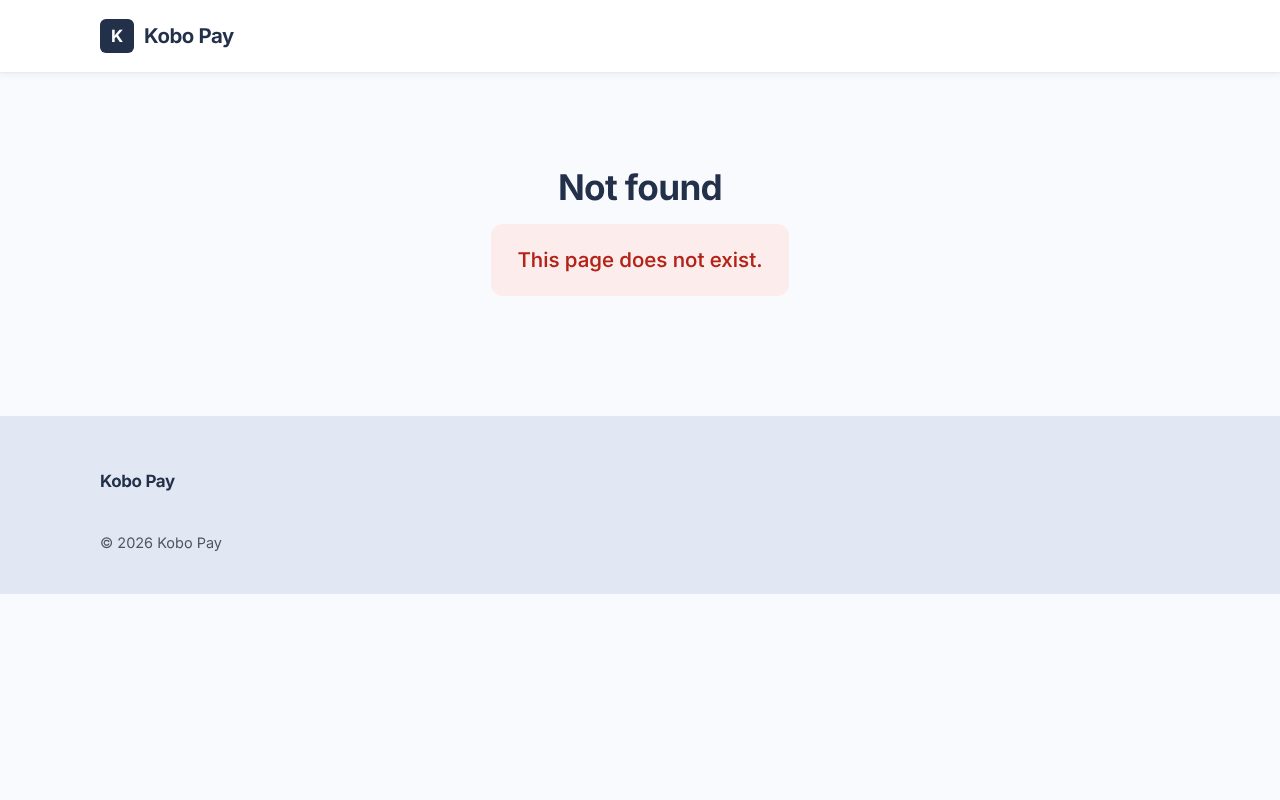 K Kobo Pay
Not found
This page does not exist.
Kobo Pay
© 2026 Kobo Pay